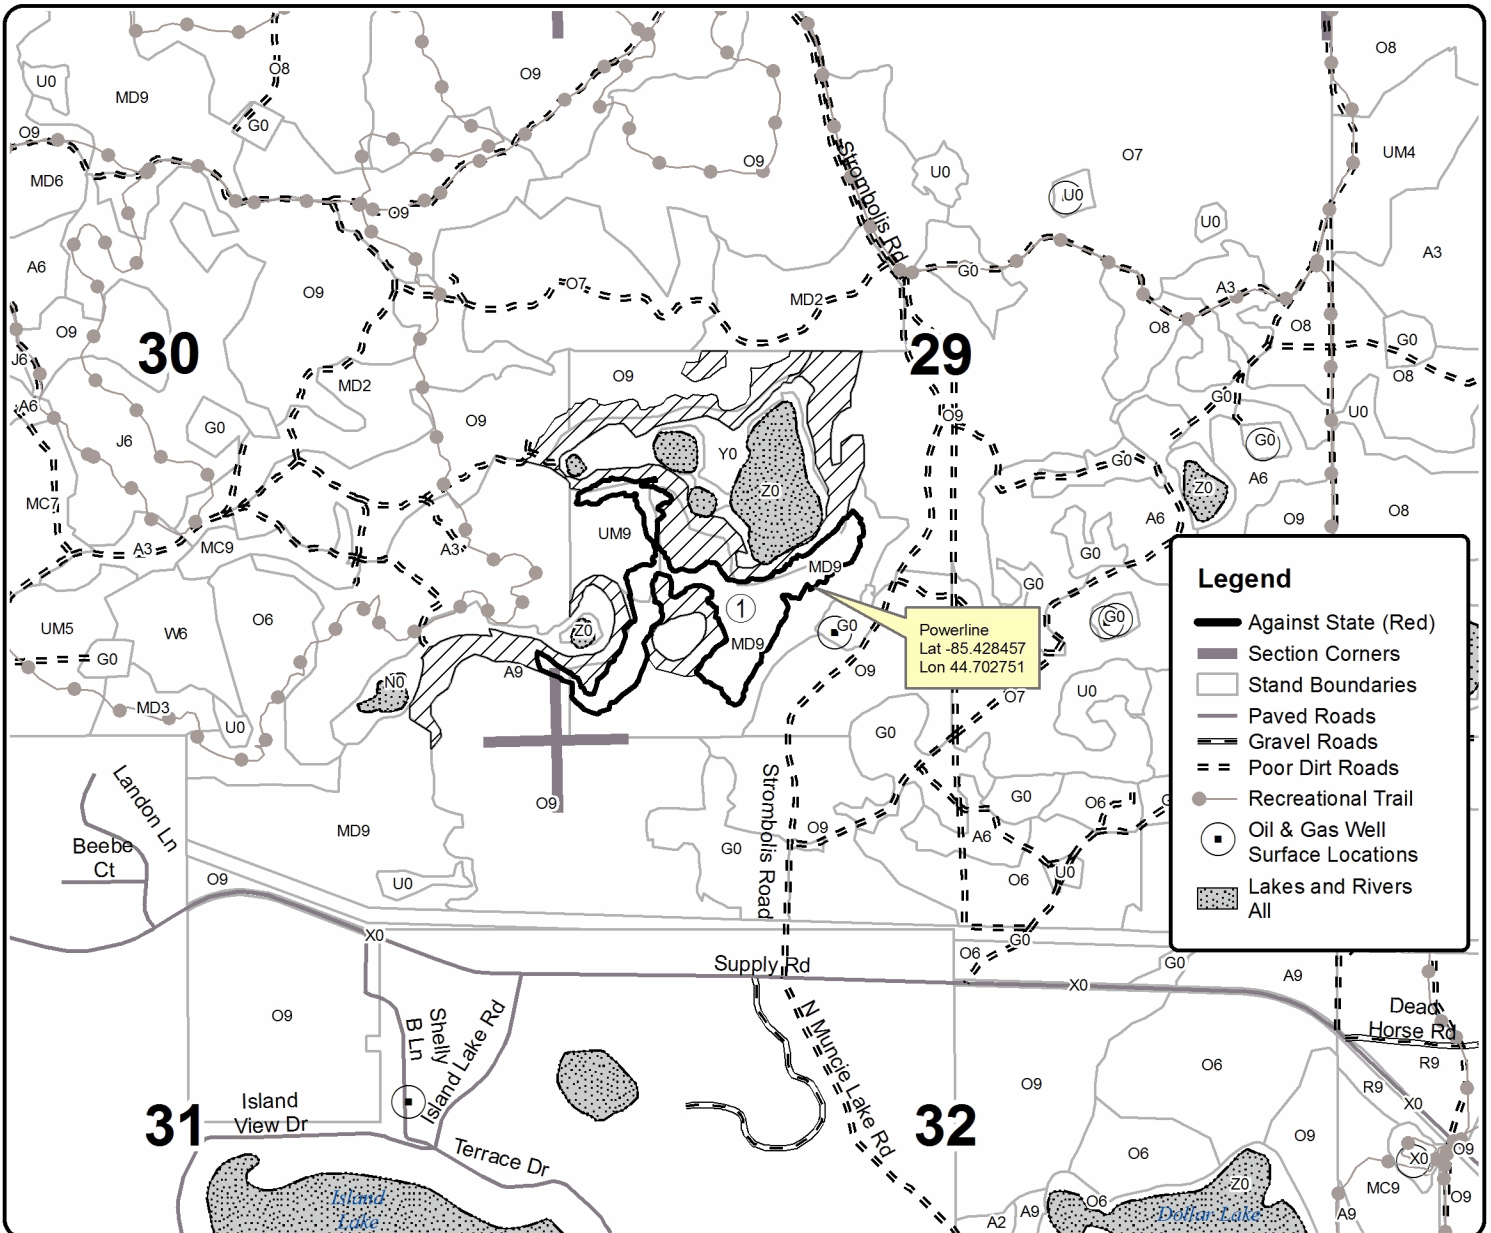 O8
O9
O8
U0
MD9
G0
O9
O9
O7
UM4
U0
U0
MD6
Strombolis Rd
O9
U0
A3
A6
O9
O7
MD2
G0
A3
O8
O8
G0
O9
30
29
J6
MD2
O9
O8
A6
G0
U0
O9
O9
J6
G0
G0
Y0
G0
A6
Z0
Z0
MC7
A6
O9
O8
UM9
A3
MC9
A3
G0
MD9
G0
1
UM5
W6
O6
Z0
G0
G0
MD9
G0
A9
O9
N0
MD3
U0
O7
U0
G0
Powerline
Lat -85.428457
Lon 44.702751
Legend
Against State (Red)
Section Corners
Stand Boundaries
Paved Roads
Gravel Roads
Poor Dirt Roads
Recreational Trail
Oil & Gas Well
Surface Locations
Lakes and Rivers
All
Landon Ln
Beebe
Ct
O9
MD9
Strombolis Road
G0
O6
G
O9
A6
G0
U0
O9
O6
U0
X0
G0
O6
Supply Rd
G0
A9
X0
O9
Shelly
B Ln
Island Lake Rd
N Muncie Lake Rd
Dead
Horse Rd
O6
R9
O9
R9
X0
31
Island
View Dr
32
O9
O9
Terrace Dr
O6
X0
MC9
Z0
O9
Island
Lake
O6
A9
A2
Dollar Lake
A9